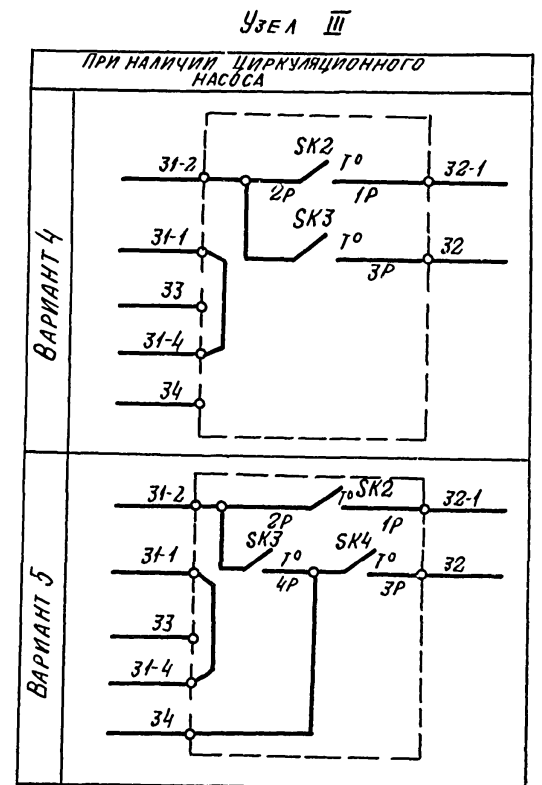 Узел III
ПРИ НАЛИЧИИ ЦИРКУЛЯЦИОННОГО
НАСОСА
ВАРИАНТ 4
31-2
SK2
T°
2P
1P
32-1
SK3
T°
3P
32
31-1
33
31-4
34
ВАРИАНТ 5
31-2
T°
SK2
2P
1P
32-1
SK3
T°
4P
SK4
T°
3P
32
31-1
33
31-4
34